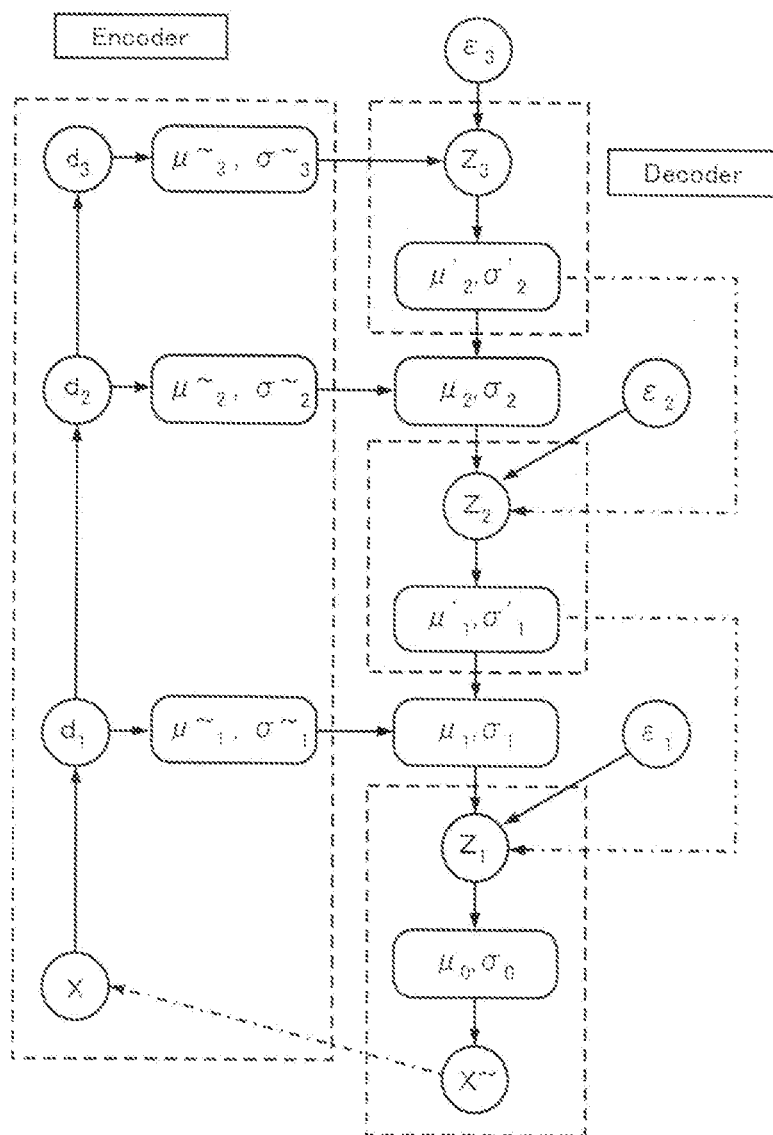 Encoder
ε₃
d₃
μ~₂, σ~₃
Z₃
Decoder
μ'₂,σ'₂
d₂
μ~₂, σ~₂
μ₂,σ₂
ε₂
Z₂
μ'₁,σ'₁
d₁
μ~₁, σ~₁
μ₁,σ₁
ε₁
Z₁
X
μ₀,σ₀
X~